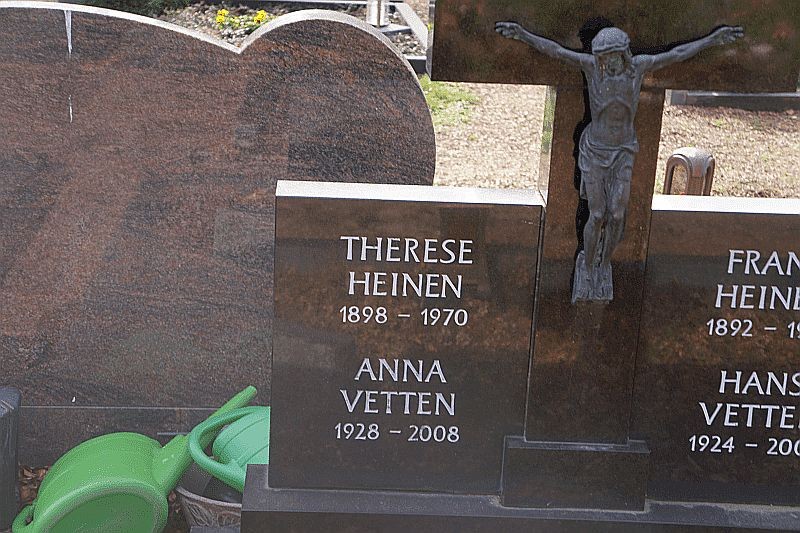 THERESE
HEINEN
1898 - 1970
ANNA
VETTEN
1928 - 2008
HANS
1892 -
1924 -